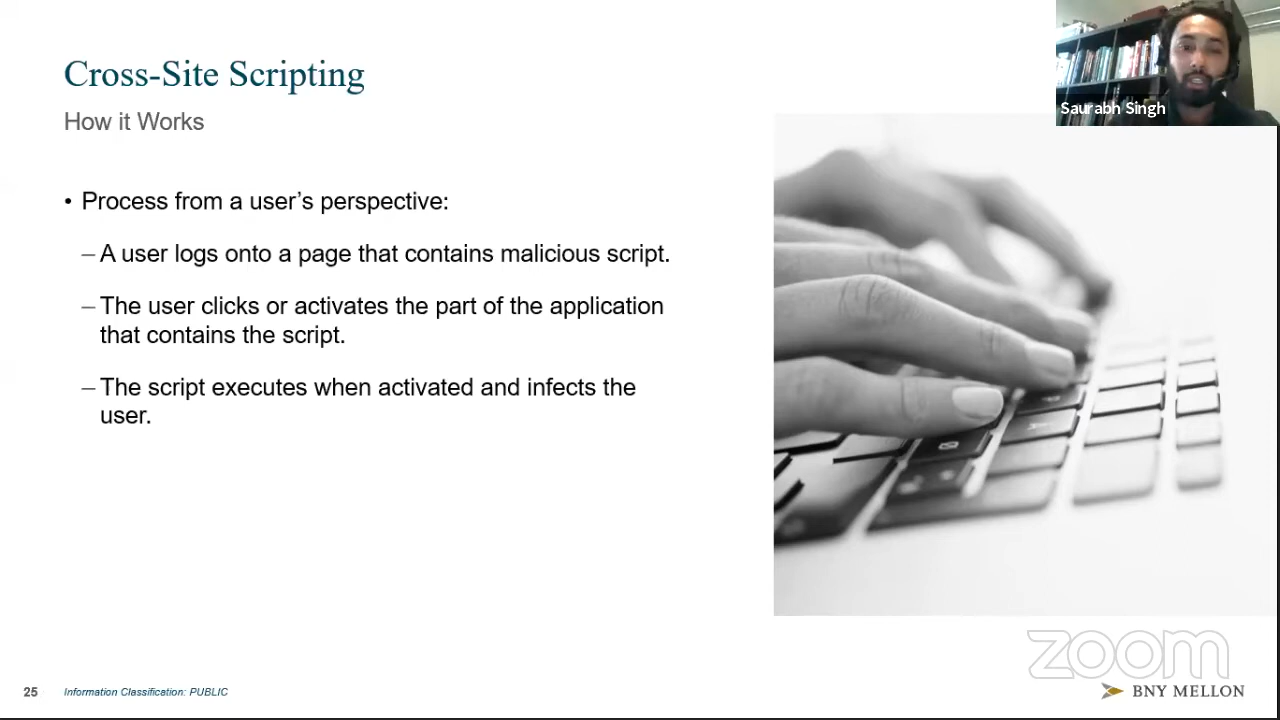 Cross-Site Scripting
How it Works
Saurabh Singh
• Process from a user’s perspective:
– A user logs onto a page that contains malicious script.
– The user clicks or activates the part of the application
that contains the script.
– The script executes when activated and infects the
user.
zoom
25
Information Classification: PUBLIC
BNY MELLON